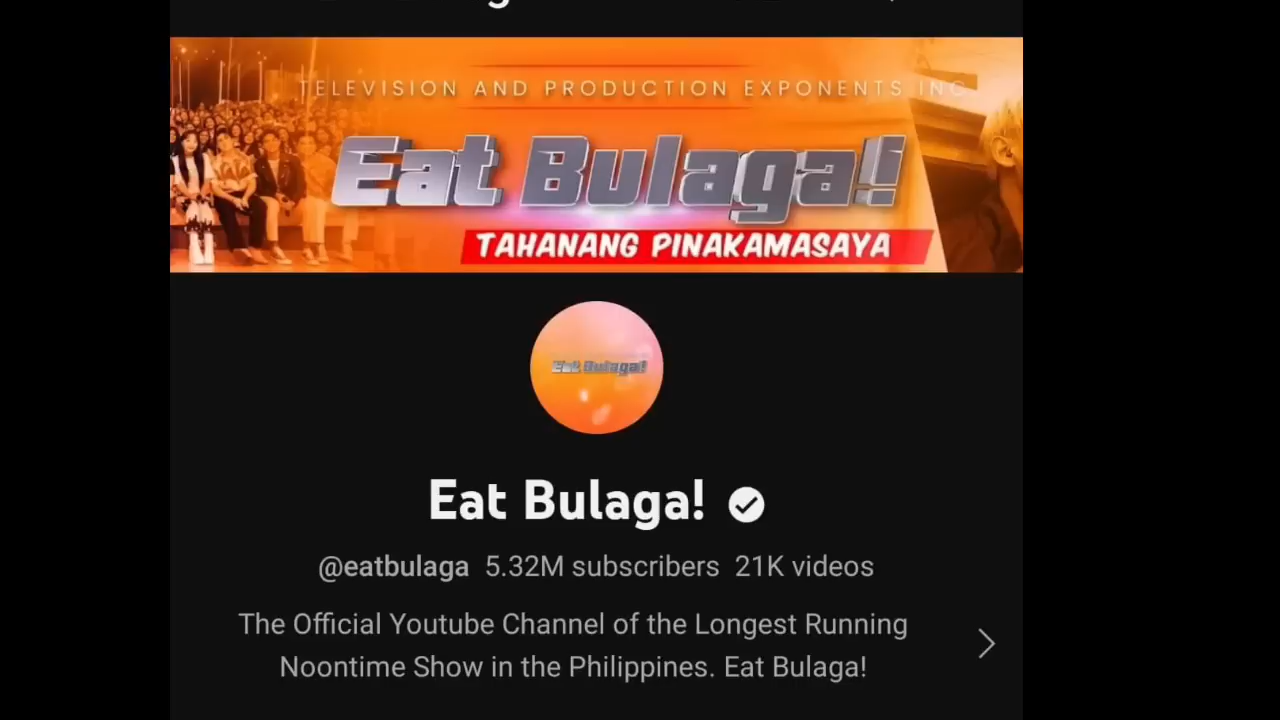 TELEVISION AND PRODUCTION EXPONENTS INC.
Eat Bulaga!
TAHANANG PINAKAMASAYA
Eat Bulaga!
Eat Bulaga!
@eatbulaga 5.32M subscribers 21K videos
The Official Youtube Channel of the Longest Running
Noontime Show in the Philippines. Eat Bulaga!